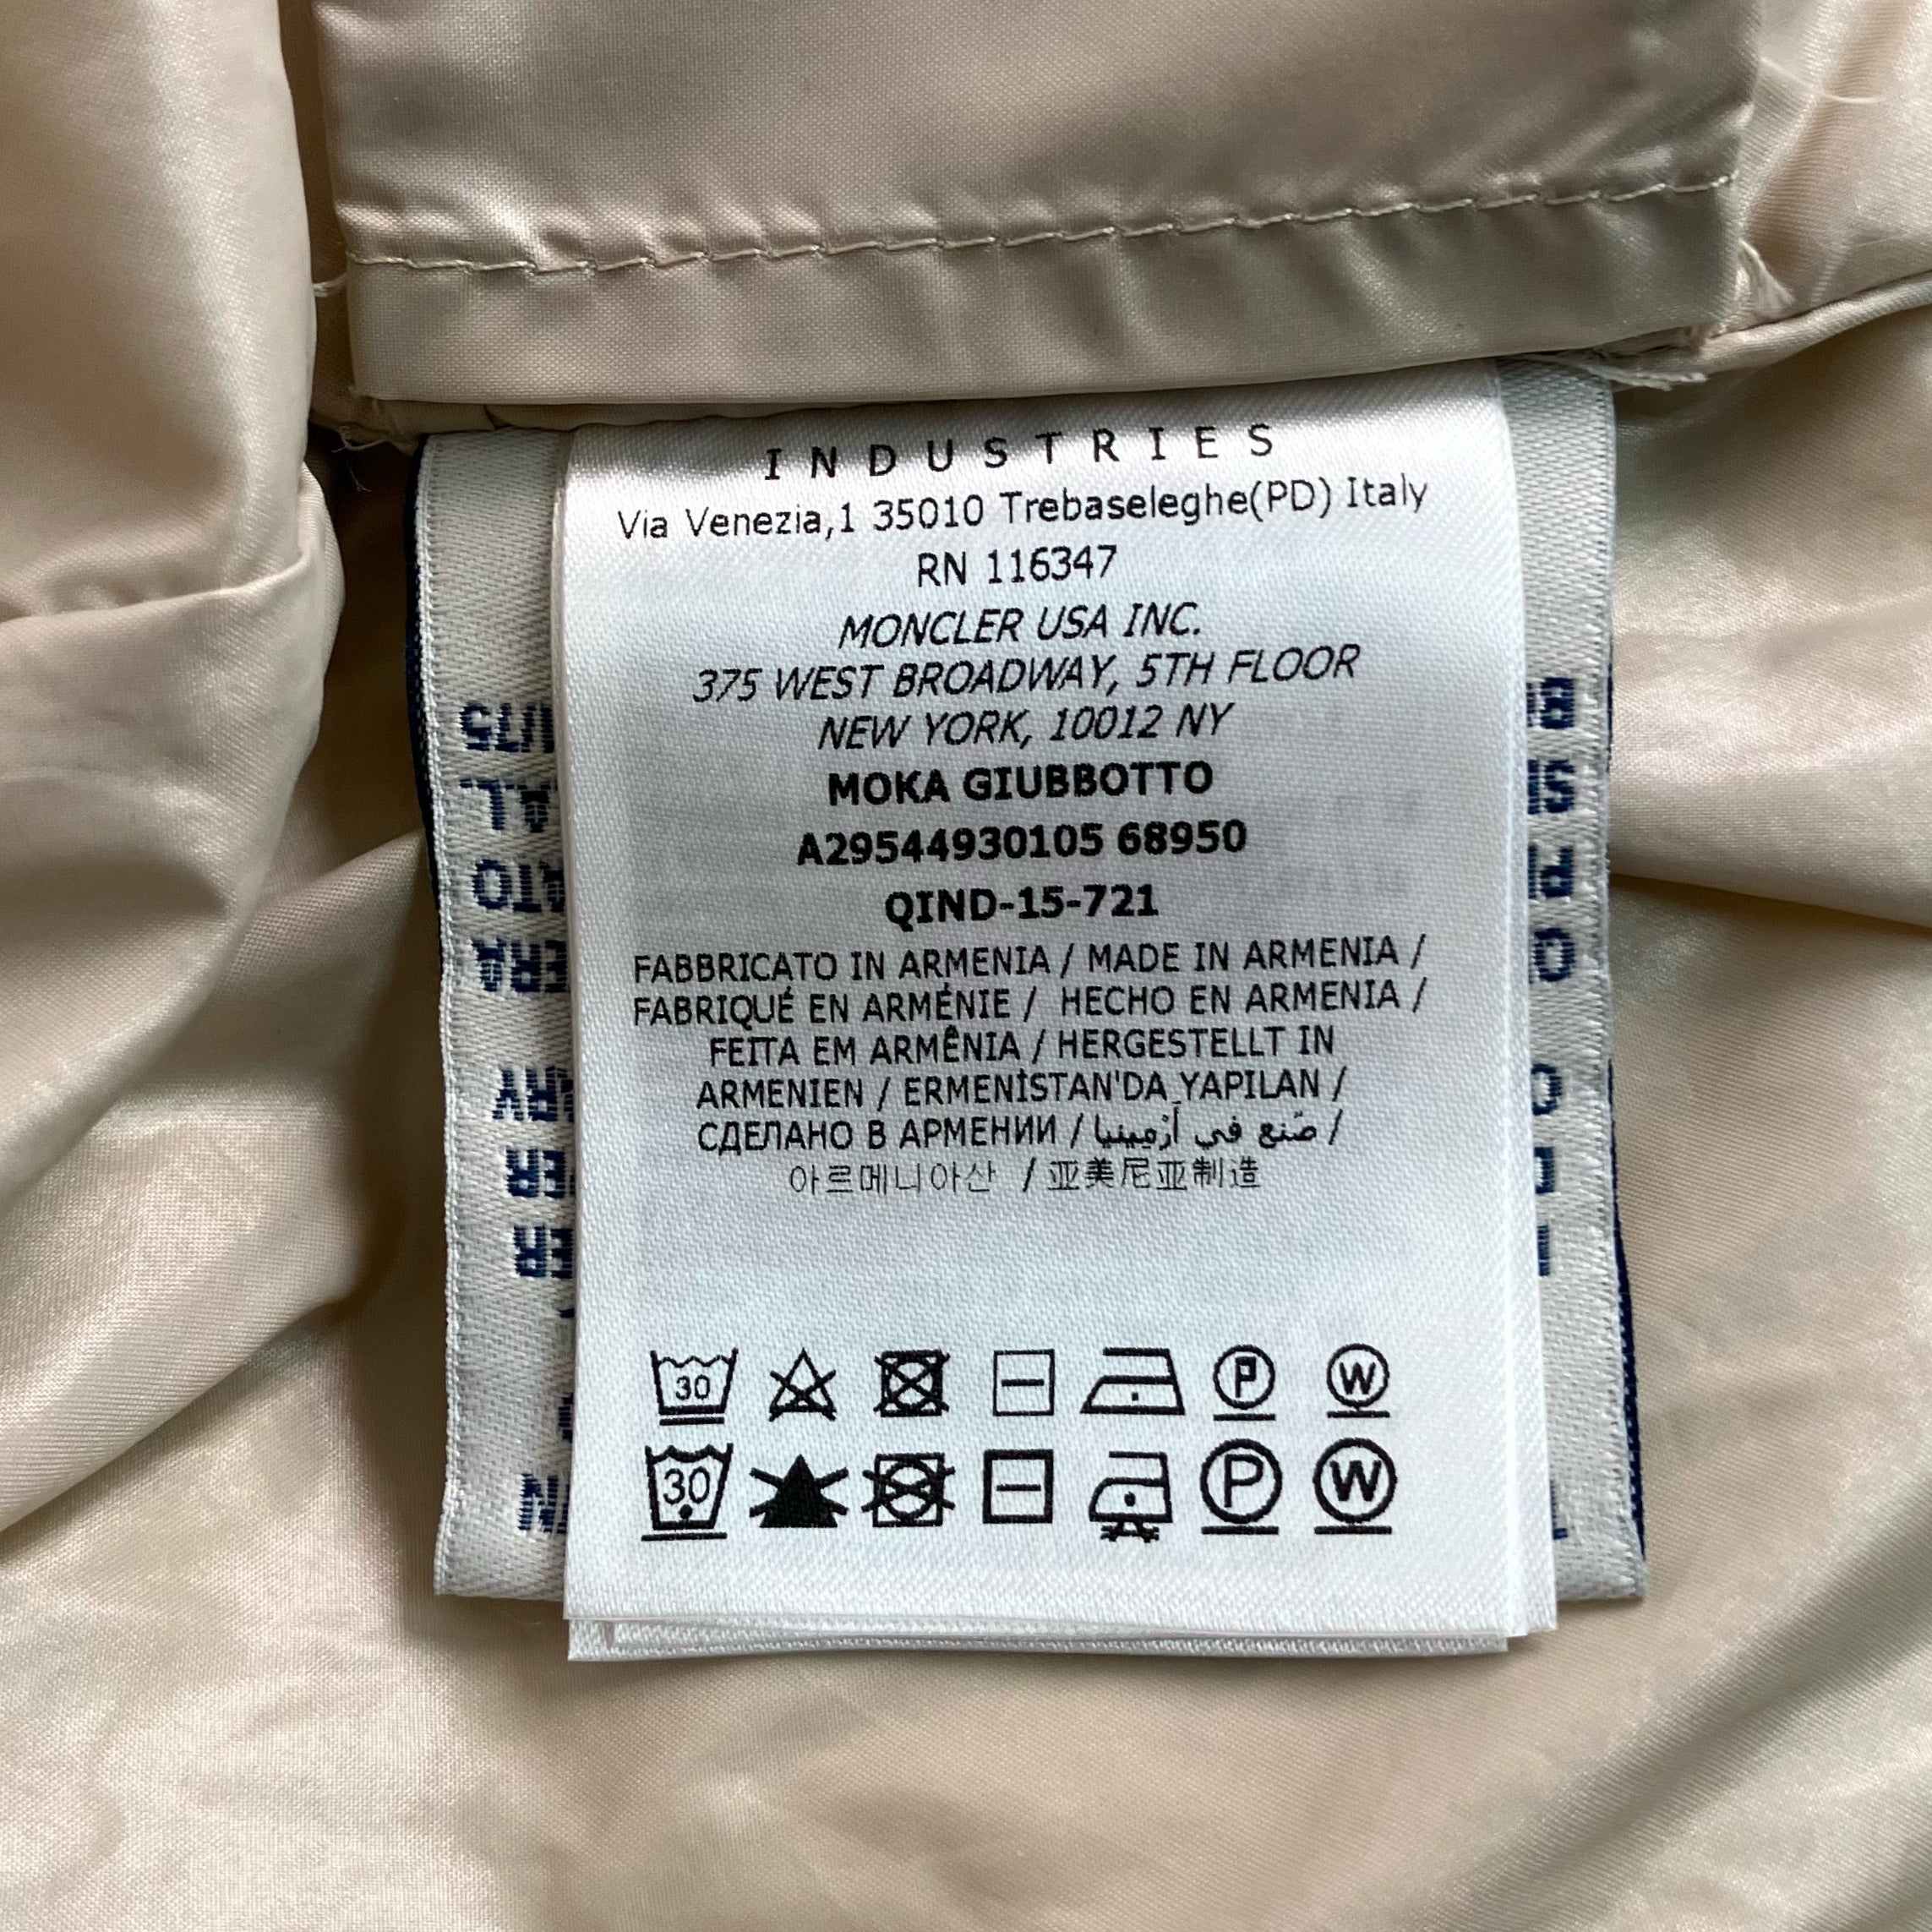 INDUSTRIES
Via Venezia,1 35010 Trebaseleghe(PD) Italy
RN 116347
MONCLER USA INC.
375 WEST BROADWAY, 5TH FLOOR
NEW YORK, 10012 NY
MOKA GIUBBOTTO
A29544930105 68950
QIND-15-721
FABBRICATO IN ARMENIA / MADE IN ARMENIA /
FABRIQUÉ EN ARMÉNIE / HECHO EN ARMENIA /
FEITA EM ARMÊNIA / HERGESTELLT IN
ARMENIEN / ERMENİSTAN'DA YAPILAN /
СДЕЛАНО В АРМЕНИИ / صّنع في أرْمِينيا /
아르메니아산 / 亚美尼亚制造
30 P W
30 P W